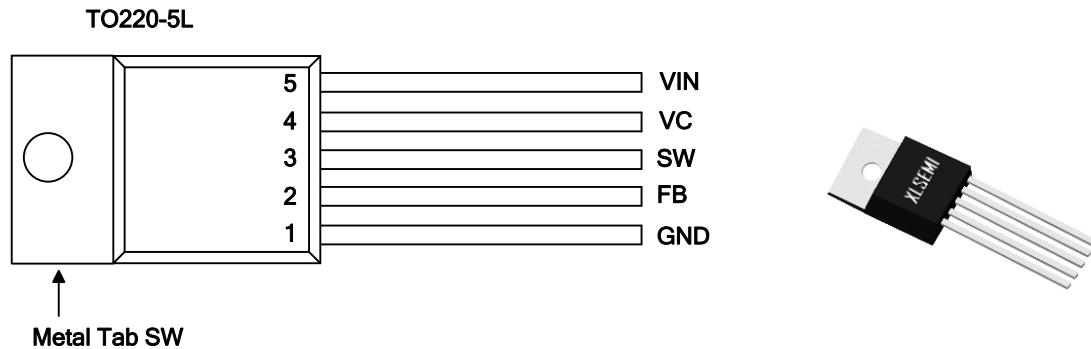 TO220-5L
5 VIN
4 VC
3 SW
2 FB
1 GND
Metal Tab SW
XLSEMI